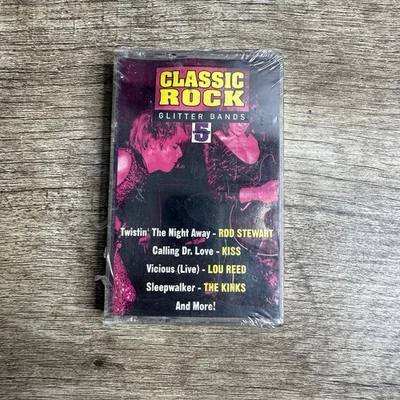 CLASSIC
ROCK
GLITTER BANDS
5
Twistin' The Night Away - ROD STEWART
Calling Dr. Love - KISS
Vicious (Live) - LOU REED
Sleepwalker - THE KINKS
And More!